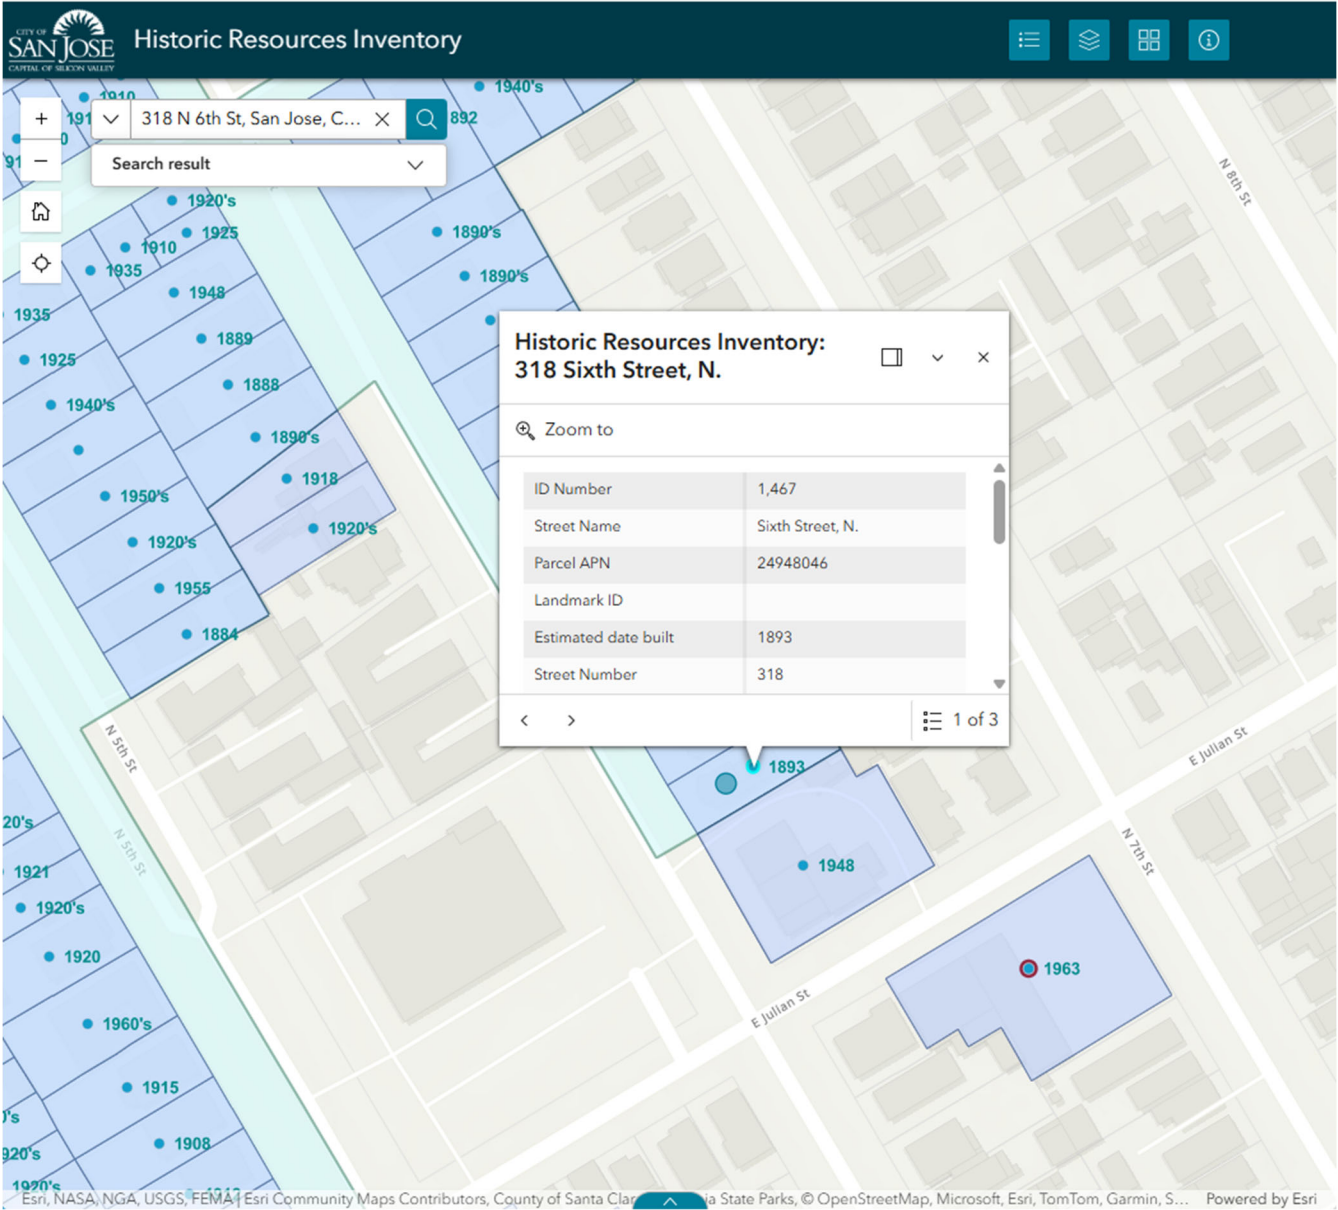 CITY OF
SAN JOSE
CAPITAL OF SILICON VALLEY
Historic Resources Inventory
1940's
1910
191
892
318 N 6th St, San Jose, C...
Search result
1920's
1925
1910
1935
1948
1890's
1890's
N 8th St
1935
1889
1925
1888
1940's
1890's
1918
1950's
1920's
1920's
1955
1884
Historic Resources Inventory:
318 Sixth Street, N.
Zoom to
ID Number 1,467
Street Name Sixth Street, N.
Parcel APN 24948046
Landmark ID
Estimated date built 1893
Street Number 318
1 of 3
N 5th St
E Julian St
1893
20's
N 5th St
N 7th St
1948
1921
1920's
1920
1963
E Julian St
1960's
1915
0's
1908
920's
1920's
Esri, NASA, NGA, USGS, FEMA | Esri Community Maps Contributors, County of Santa Clar
ia State Parks, © OpenStreetMap, Microsoft, Esri, TomTom, Garmin, S...
Powered by Esri